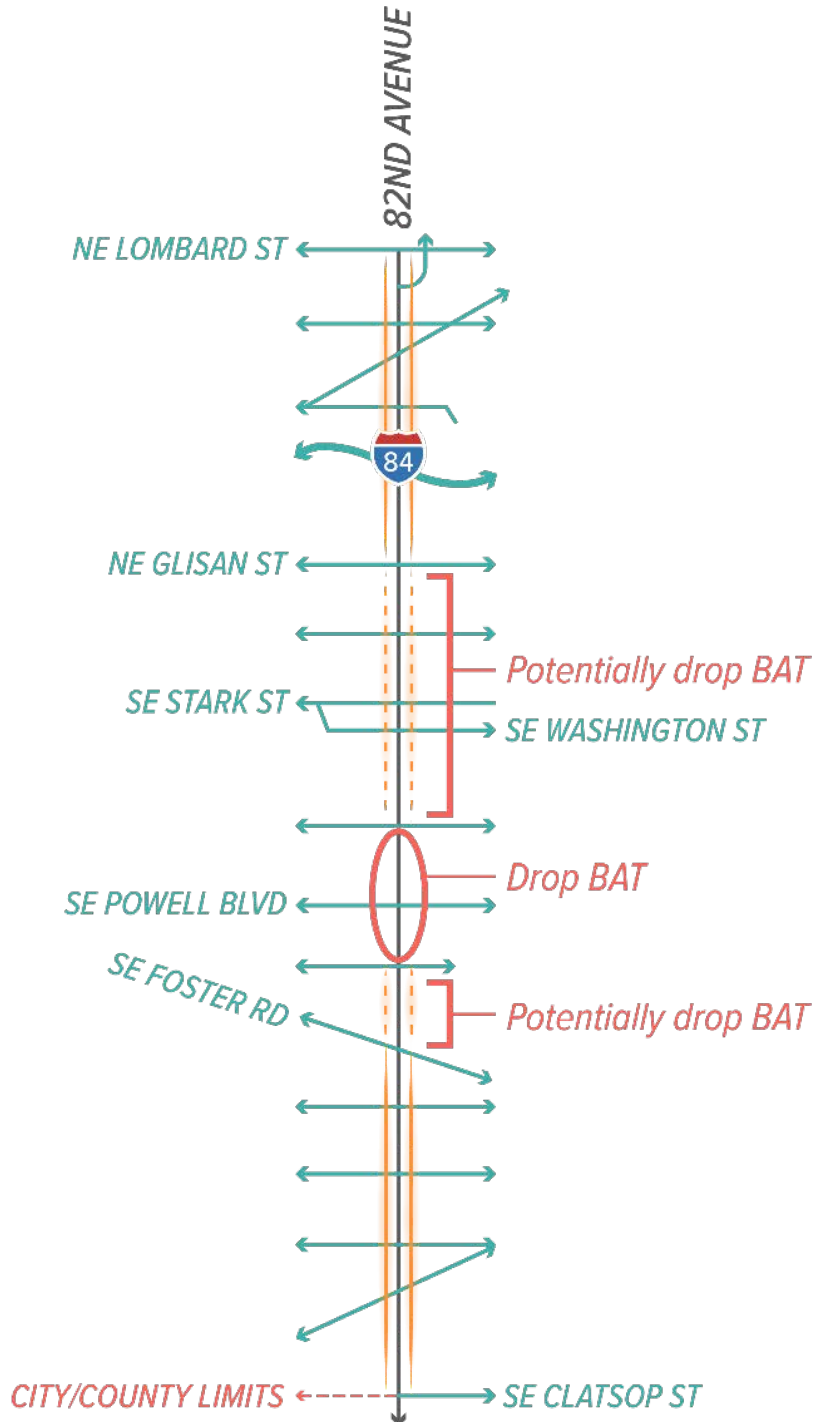 82ND AVENUE
NE LOMBARD ST
84
NE GLISAN ST
Potentially drop BAT
SE STARK ST
SE WASHINGTON ST
Drop BAT
SE POWELL BLVD
SE FOSTER RD
Potentially drop BAT
CITY/COUNTY LIMITS
SE CLATSOP ST